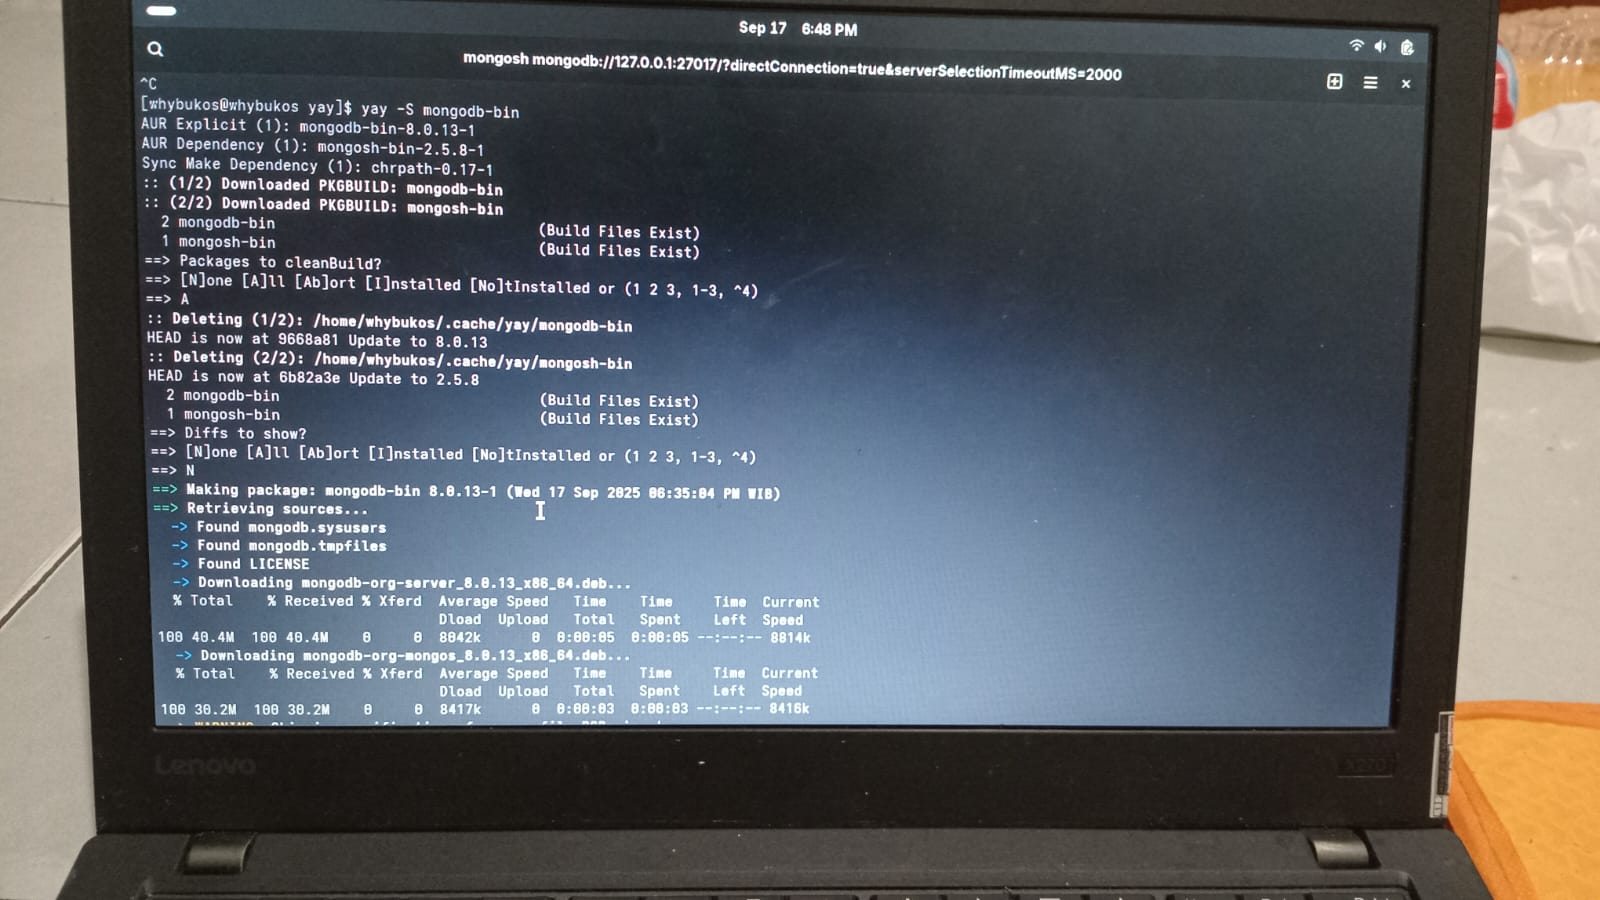 Sep 17 6:48 PM
mongosh mongodb://127.0.0.1:27017/?directConnection=true&serverSelectionTimeoutMS=2000
^C
[whybukos@whybukos yay]$ yay -S mongodb-bin
AUR Explicit (1): mongodb-bin-8.0.13-1
AUR Dependency (1): mongosh-bin-2.5.8-1
Sync Make Dependency (1): chrpath-0.17-1
:: (1/2) Downloaded PKGBUILD: mongodb-bin
:: (2/2) Downloaded PKGBUILD: mongosh-bin
2 mongodb-bin (Build Files Exist)
1 mongosh-bin (Build Files Exist)
==> Packages to cleanBuild?
==> [N]one [A]ll [Ab]ort [I]nstalled [No]tInstalled or (1 2 3, 1-3, ^4)
==> A
:: Deleting (1/2): /home/whybukos/.cache/yay/mongodb-bin
HEAD is now at 9668a81 Update to 8.0.13
:: Deleting (2/2): /home/whybukos/.cache/yay/mongosh-bin
HEAD is now at 6b82a3e Update to 2.5.8
2 mongodb-bin (Build Files Exist)
1 mongosh-bin (Build Files Exist)
==> Diffs to show?
==> [N]one [A]ll [Ab]ort [I]nstalled [No]tInstalled or (1 2 3, 1-3, ^4)
==> N
==> Making package: mongodb-bin 8.0.13-1 (Wed 17 Sep 2025 06:35:04 PM WIB)
==> Retrieving sources...
-> Found mongodb.sysusers
-> Found mongodb.tmpfiles
-> Found LICENSE
-> Downloading mongodb-org-server_8.0.13_x86_64.deb...
% Total % Received % Xferd Average Speed Time Time Time Current
Dload Upload Total Spent Left Speed
100 40.4M 100 40.4M 0 0 8042k 0 0:00:05 0:00:05 --:--:-- 8814k
-> Downloading mongodb-org-mongos_8.0.13_x86_64.deb...
% Total % Received % Xferd Average Speed Time Time Time Current
Dload Upload Total Spent Left Speed
100 30.2M 100 30.2M 0 0 8417k 0 0:00:03 0:00:03 --:--:-- 8416k
Lenovo
X270